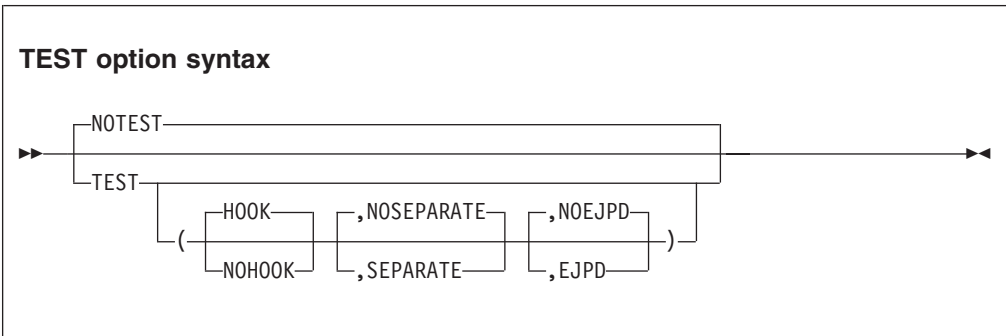 TEST option syntax
NOTEST
TEST
HOOK ,NOSEPARATE ,NOEJPD
( )
NOHOOK ,SEPARATE ,EJPD